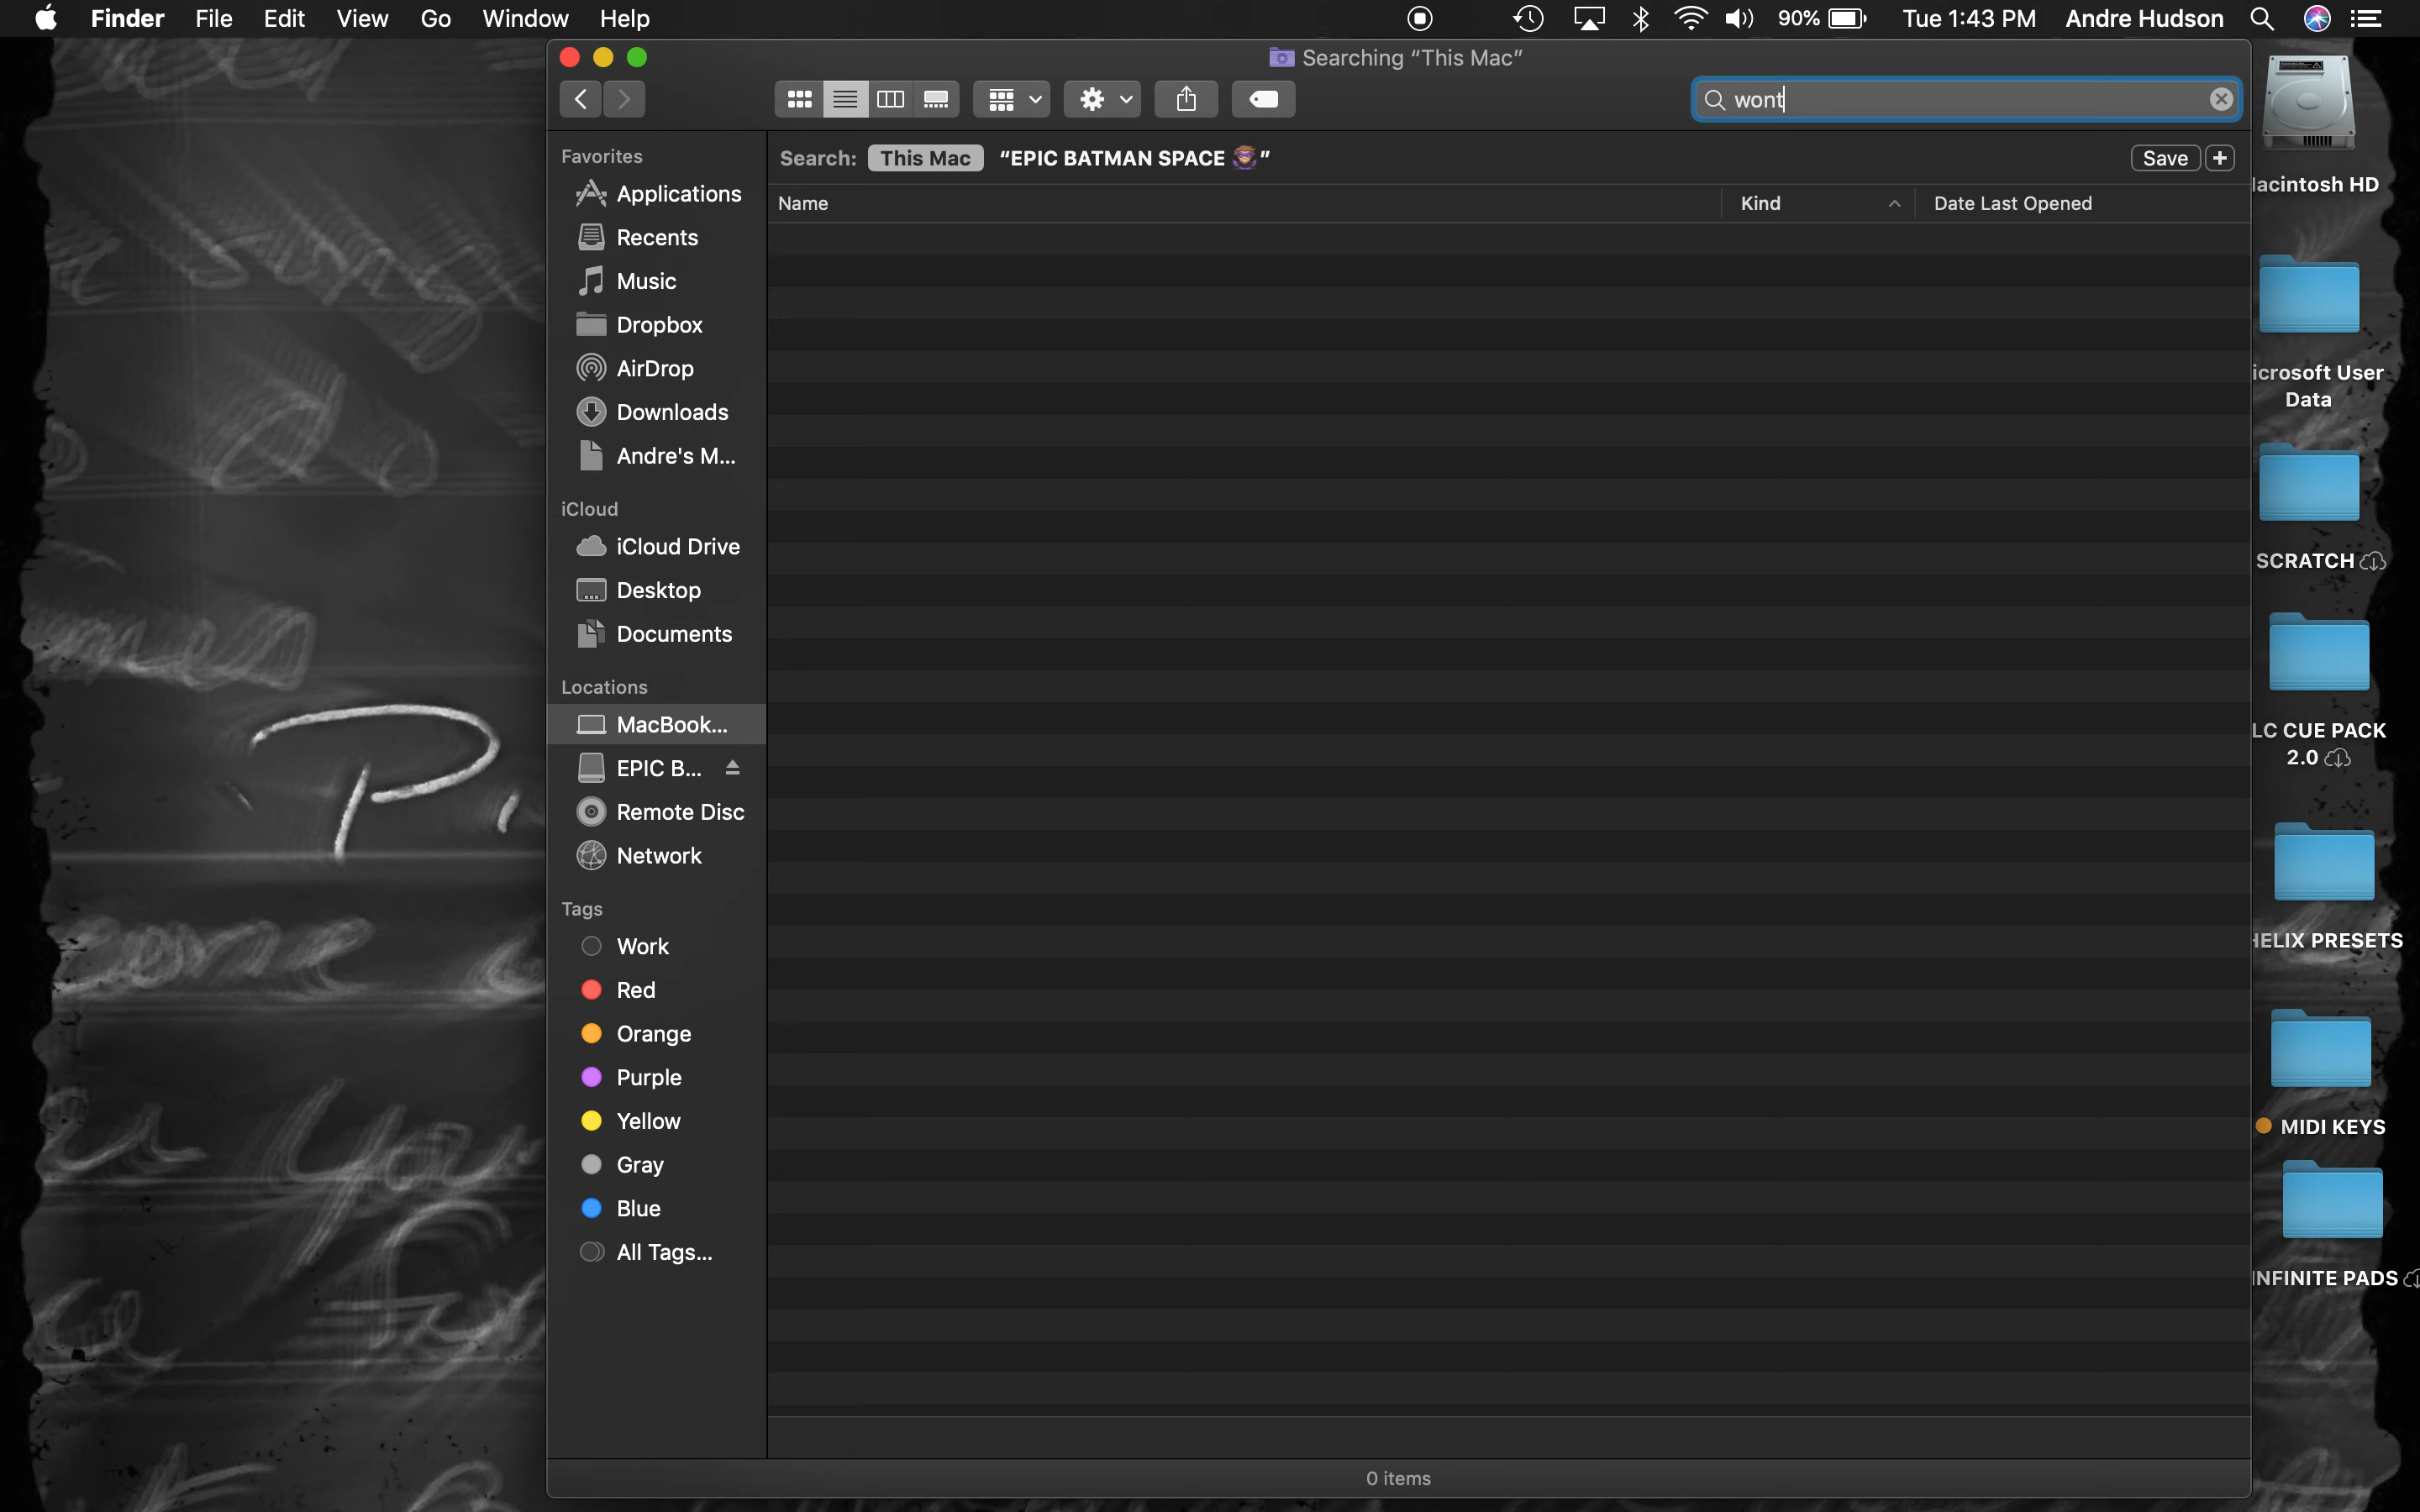 Finder File Edit View Go Window Help 90% Tue 1:43 PM Andre Hudson
Searching “This Mac”
wont
Search: This Mac “EPIC BATMAN SPACE 🦹🏽” Save +
Name Kind Date Last Opened
Favorites
Applications
Recents
Music
Dropbox
AirDrop
Downloads
Andre's M...
iCloud
iCloud Drive
Desktop
Documents
Locations
MacBook...
EPIC B...
Remote Disc
Network
Tags
Work
Red
Orange
Purple
Yellow
Gray
Blue
All Tags...
0 items
acintosh HD
icrosoft User
Data
SCRATCH
LC CUE PACK
2.0
HELIX PRESETS
MIDI KEYS
INFINITE PADS